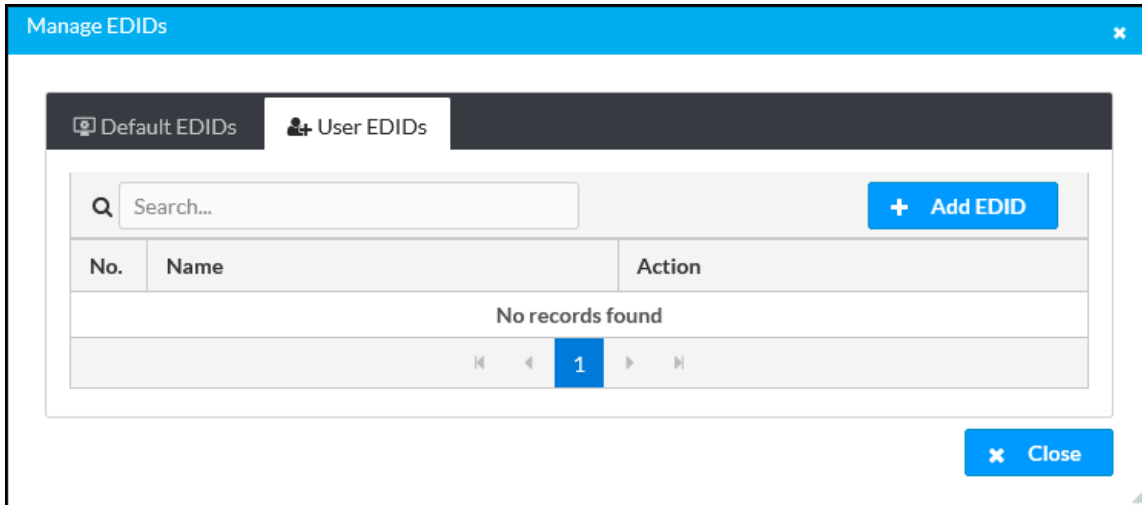 Manage EDIDs
Default EDIDs User EDIDs
Search... + Add EDID
No. Name Action
No records found
1
Close